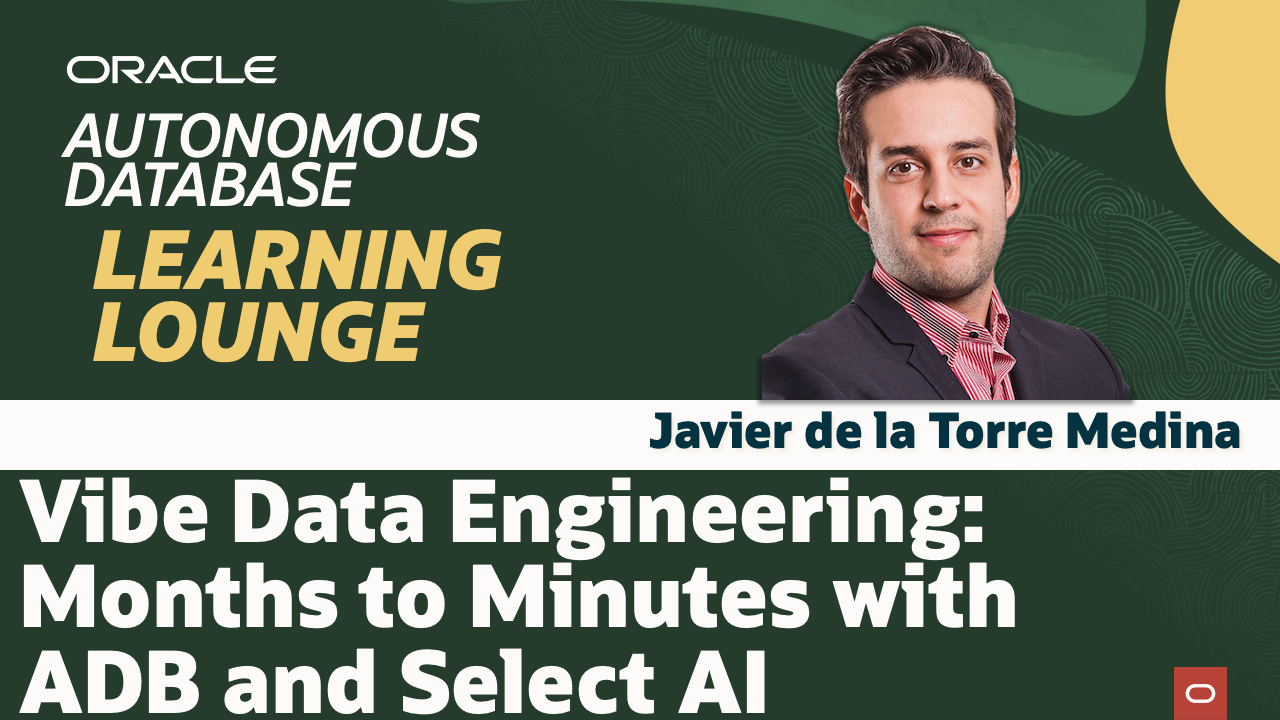 ORACLE
AUTONOMOUS
DATABASE
LEARNING
LOUNGE
Javier de la Torre Medina
Vibe Data Engineering:
Months to Minutes with
ADB and Select AI